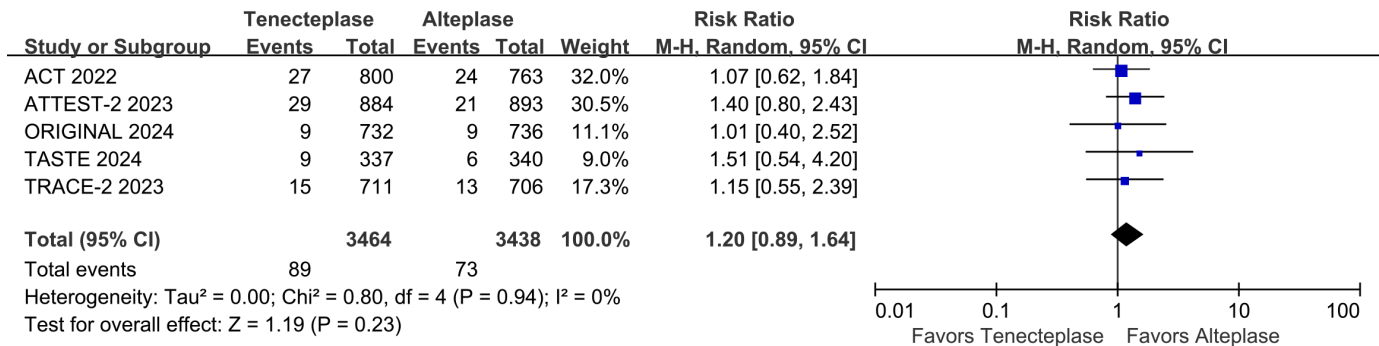 Tenecteplase Alteplase Risk Ratio Risk Ratio
Study or Subgroup Events Total Events Total Weight M-H, Random, 95% CI M-H, Random, 95% CI
ACT 2022 27 800 24 763 32.0% 1.07 [0.62, 1.84]
ATTEST-2 2023 29 884 21 893 30.5% 1.40 [0.80, 2.43]
ORIGINAL 2024 9 732 9 736 11.1% 1.01 [0.40, 2.52]
TASTE 2024 9 337 6 340 9.0% 1.51 [0.54, 4.20]
TRACE-2 2023 15 711 13 706 17.3% 1.15 [0.55, 2.39]
Total (95% CI) 3464 3438 100.0% 1.20 [0.89, 1.64]
Total events 89 73
Heterogeneity: Tau² = 0.00; Chi² = 0.80, df = 4 (P = 0.94); I² = 0%
Test for overall effect: Z = 1.19 (P = 0.23)
0.01 0.1 1 10 100
Favors Tenecteplase Favors Alteplase